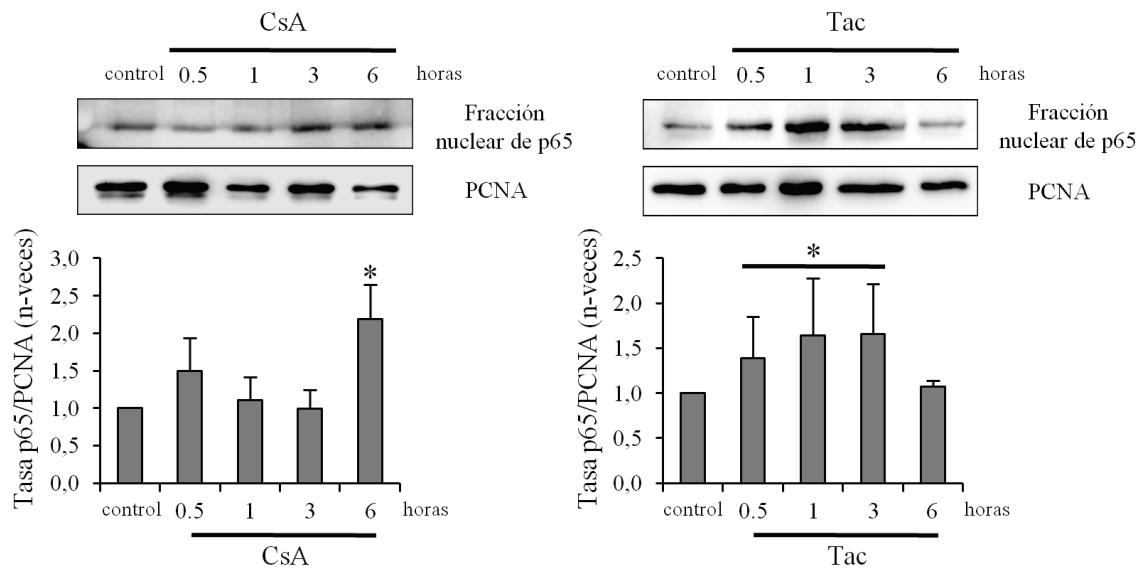 CsA
control 0.5 1 3 6 horas
Fracción
nuclear de p65
PCNA
Tasa p65/PCNA (n-veces)
3,0
2,5
2,0
1,5
1,0
0,5
0,0
*
control 0.5 1 3 6 horas
CsA
Tac
control 0.5 1 3 6 horas
Fracción
nuclear de p65
PCNA
Tasa p65/PCNA (n-veces)
2,5
2,0
1,5
1,0
0,5
0,0
*
control 0.5 1 3 6 horas
Tac